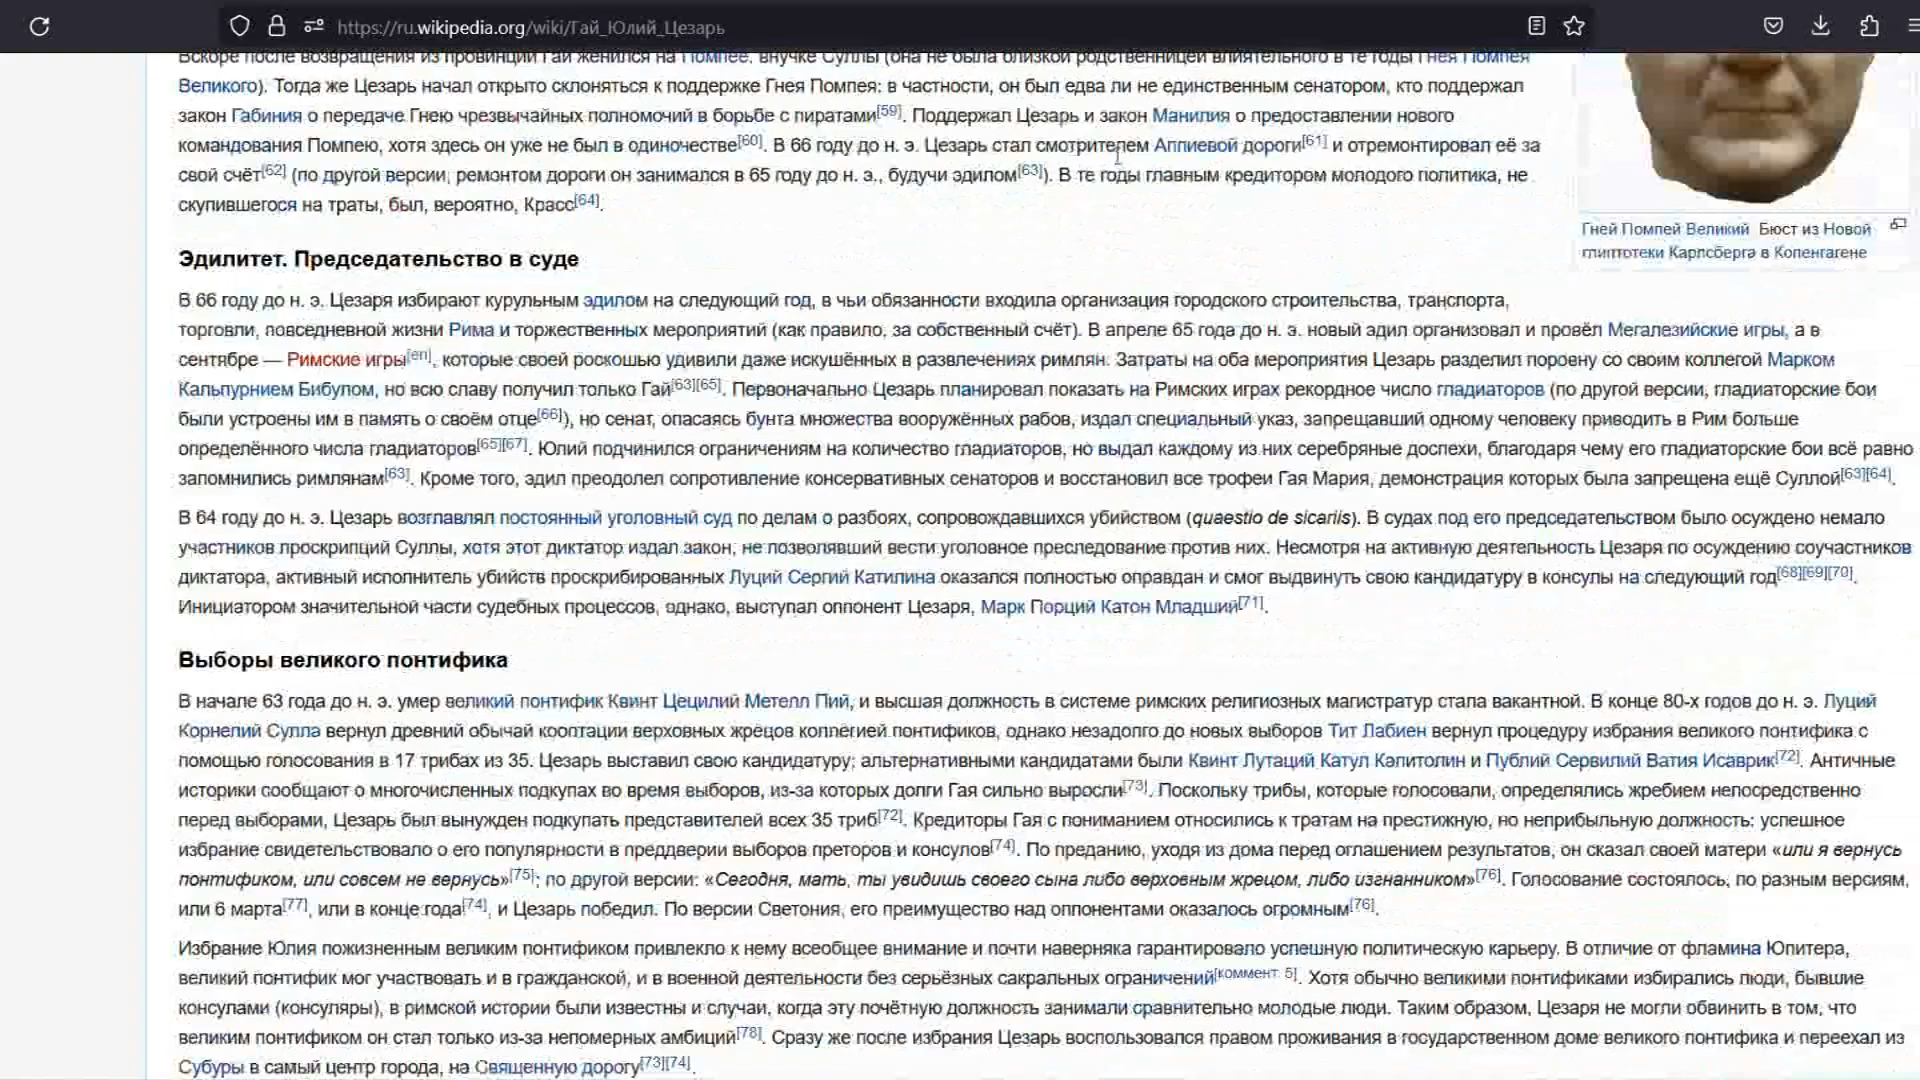 https://ru.wikipedia.org/wiki/Гай_Юлий_Цезарь
Вскоре после возвращения из провинции Гай женился на Помпее, внучке Суллы (она не была близкой родственницей влиятельного в те годы Гнея Помпея
Великого). Тогда же Цезарь начал открыто склоняться к поддержке Гнея Помпея: в частности, он был едва ли не единственным сенатором, кто поддержал
закон Габиния о передаче Гнею чрезвычайных полномочий в борьбе с пиратами[59]. Поддержал Цезарь и закон Манилия о предоставлении нового
командования Помпею, хотя здесь он уже не был в одиночестве[60]. В 66 году до н. э. Цезарь стал смотрителем Аппиевой дороги[61] и отремонтировал её за
свой счёт[62] (по другой версии, ремонтом дороги он занимался в 65 году до н. э., будучи эдилом[63]). В те годы главным кредитором молодого политика, не
скупившегося на траты, был, вероятно, Красс[64].
Гней Помпей Великий. Бюст из Новой
глиптотеки Карлсберга в Копенгагене
Эдилитет. Председательство в суде
В 66 году до н. э. Цезаря избирают курульным эдилом на следующий год, в чьи обязанности входила организация городского строительства, транспорта,
торговли, повседневной жизни Рима и торжественных мероприятий (как правило, за собственный счёт). В апреле 65 года до н. э. новый эдил организовал и провёл Мегалезийские игры, а в
сентябре — Римские игры[en], которые своей роскошью удивили даже искушённых в развлечениях римлян. Затраты на оба мероприятия Цезарь разделил поровну со своим коллегой Марком
Кальпурнием Бибулом, но всю славу получил только Гай[63][65]. Первоначально Цезарь планировал показать на Римских играх рекордное число гладиаторов (по другой версии, гладиаторские бои
были устроены им в память о своём отце[66]), но сенат, опасаясь бунта множества вооружённых рабов, издал специальный указ, запрещавший одному человеку приводить в Рим больше
определённого числа гладиаторов[65][67]. Юлий подчинился ограничениям на количество гладиаторов, но выдал каждому из них серебряные доспехи, благодаря чему его гладиаторские бои всё равно
запомнились римлянам[63]. Кроме того, эдил преодолел сопротивление консервативных сенаторов и восстановил все трофеи Гая Мария, демонстрация которых была запрещена ещё Суллой[63][64].
В 64 году до н. э. Цезарь возглавлял постоянный уголовный суд по делам о разбоях, сопровождавшихся убийством (quaestio de sicariis). В судах под его председательством было осуждено немало
участников проскрипций Суллы, хотя этот диктатор издал закон, не позволявший вести уголовное преследование против них. Несмотря на активную деятельность Цезаря по осуждению соучастников
диктатора, активный исполнитель убийств проскрибированных Луций Сергий Катилина оказался полностью оправдан и смог выдвинуть свою кандидатуру в консулы на следующий год[68][69][70].
Инициатором значительной части судебных процессов, однако, выступал оппонент Цезаря, Марк Порций Катон Младший[71].
Выборы великого понтифика
В начале 63 года до н. э. умер великий понтифик Квинт Цецилий Метелл Пий, и высшая должность в системе римских религиозных магистратур стала вакантной. В конце 80-х годов до н. э. Луций
Корнелий Сулла вернул древний обычай кооптации верховных жрецов коллегией понтификов, однако незадолго до новых выборов Тит Лабиен вернул процедуру избрания великого понтифика с
помощью голосования в 17 трибах из 35. Цезарь выставил свою кандидатуру; альтернативными кандидатами были Квинт Лутаций Катул Капитолин и Публий Сервилий Ватия Исаврик[72]. Античные
историки сообщают о многочисленных подкупах во время выборов, из-за которых долги Гая сильно выросли[73]. Поскольку трибы, которые голосовали, определялись жребием непосредственно
перед выборами, Цезарь был вынужден подкупать представителей всех 35 триб[72]. Кредиторы Гая с пониманием относились к тратам на престижную, но неприбыльную должность: успешное
избрание свидетельствовало о его популярности в преддверии выборов преторов и консулов[74]. По преданию, уходя из дома перед оглашением результатов, он сказал своей матери «или я вернусь
понтификом, или совсем не вернусь»[75]; по другой версии: «Сегодня, мать, ты увидишь своего сына либо верховным жрецом, либо изгнанником»[76]. Голосование состоялось, по разным версиям,
или 6 марта[77], или в конце года[74], и Цезарь победил. По версии Светония, его преимущество над оппонентами оказалось огромным[76].
Избрание Юлия пожизненным великим понтификом привлекло к нему всеобщее внимание и почти наверняка гарантировало успешную политическую карьеру. В отличие от фламина Юпитера,
великий понтифик мог участвовать и в гражданской, и в военной деятельности без серьёзных сакральных ограничений[коммент. 5]. Хотя обычно великими понтификами избирались люди, бывшие
консулами (консуляры), в римской истории были известны и случаи, когда эту почётную должность занимали сравнительно молодые люди. Таким образом, Цезаря не могли обвинить в том, что
великим понтификом он стал только из-за непомерных амбиций[78]. Сразу же после избрания Цезарь воспользовался правом проживания в государственном доме великого понтифика и переехал из
Субуры в самый центр города, на Священную дорогу[73][74].